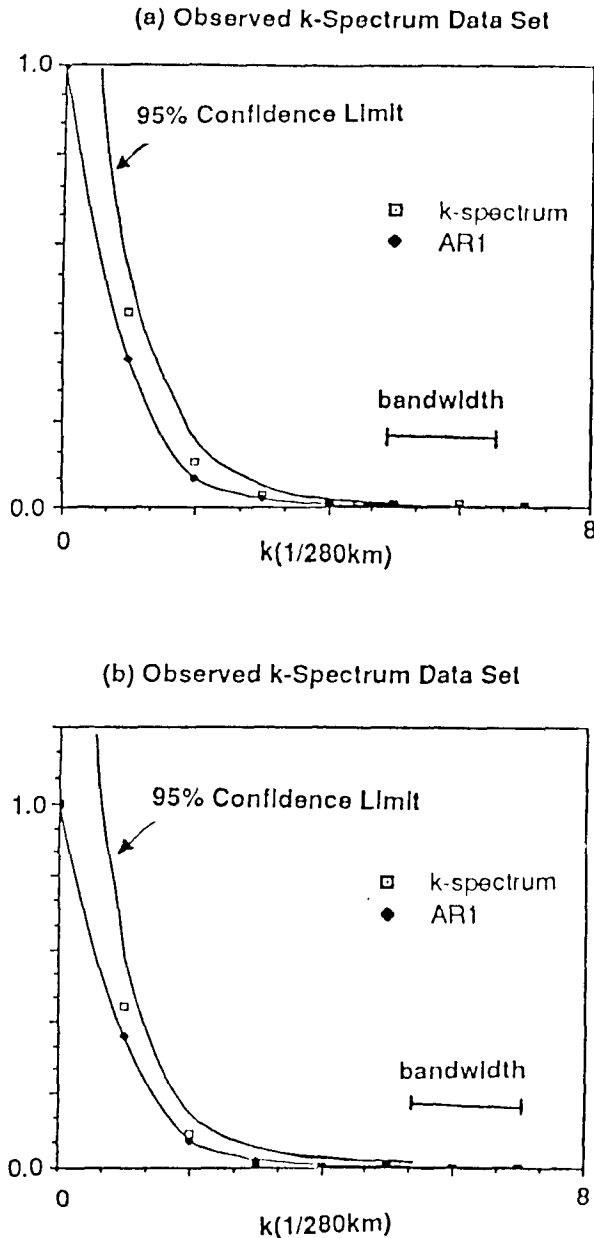 (a) Observed k-Spectrum Data Set
1.0
95% Confidence Limit
k-spectrum
AR1
bandwidth
0.0
0
8
k(1/280km)
(b) Observed k-Spectrum Data Set
1.0
95% Confidence Limit
k-spectrum
AR1
bandwidth
0.0
0
8
k(1/280km)